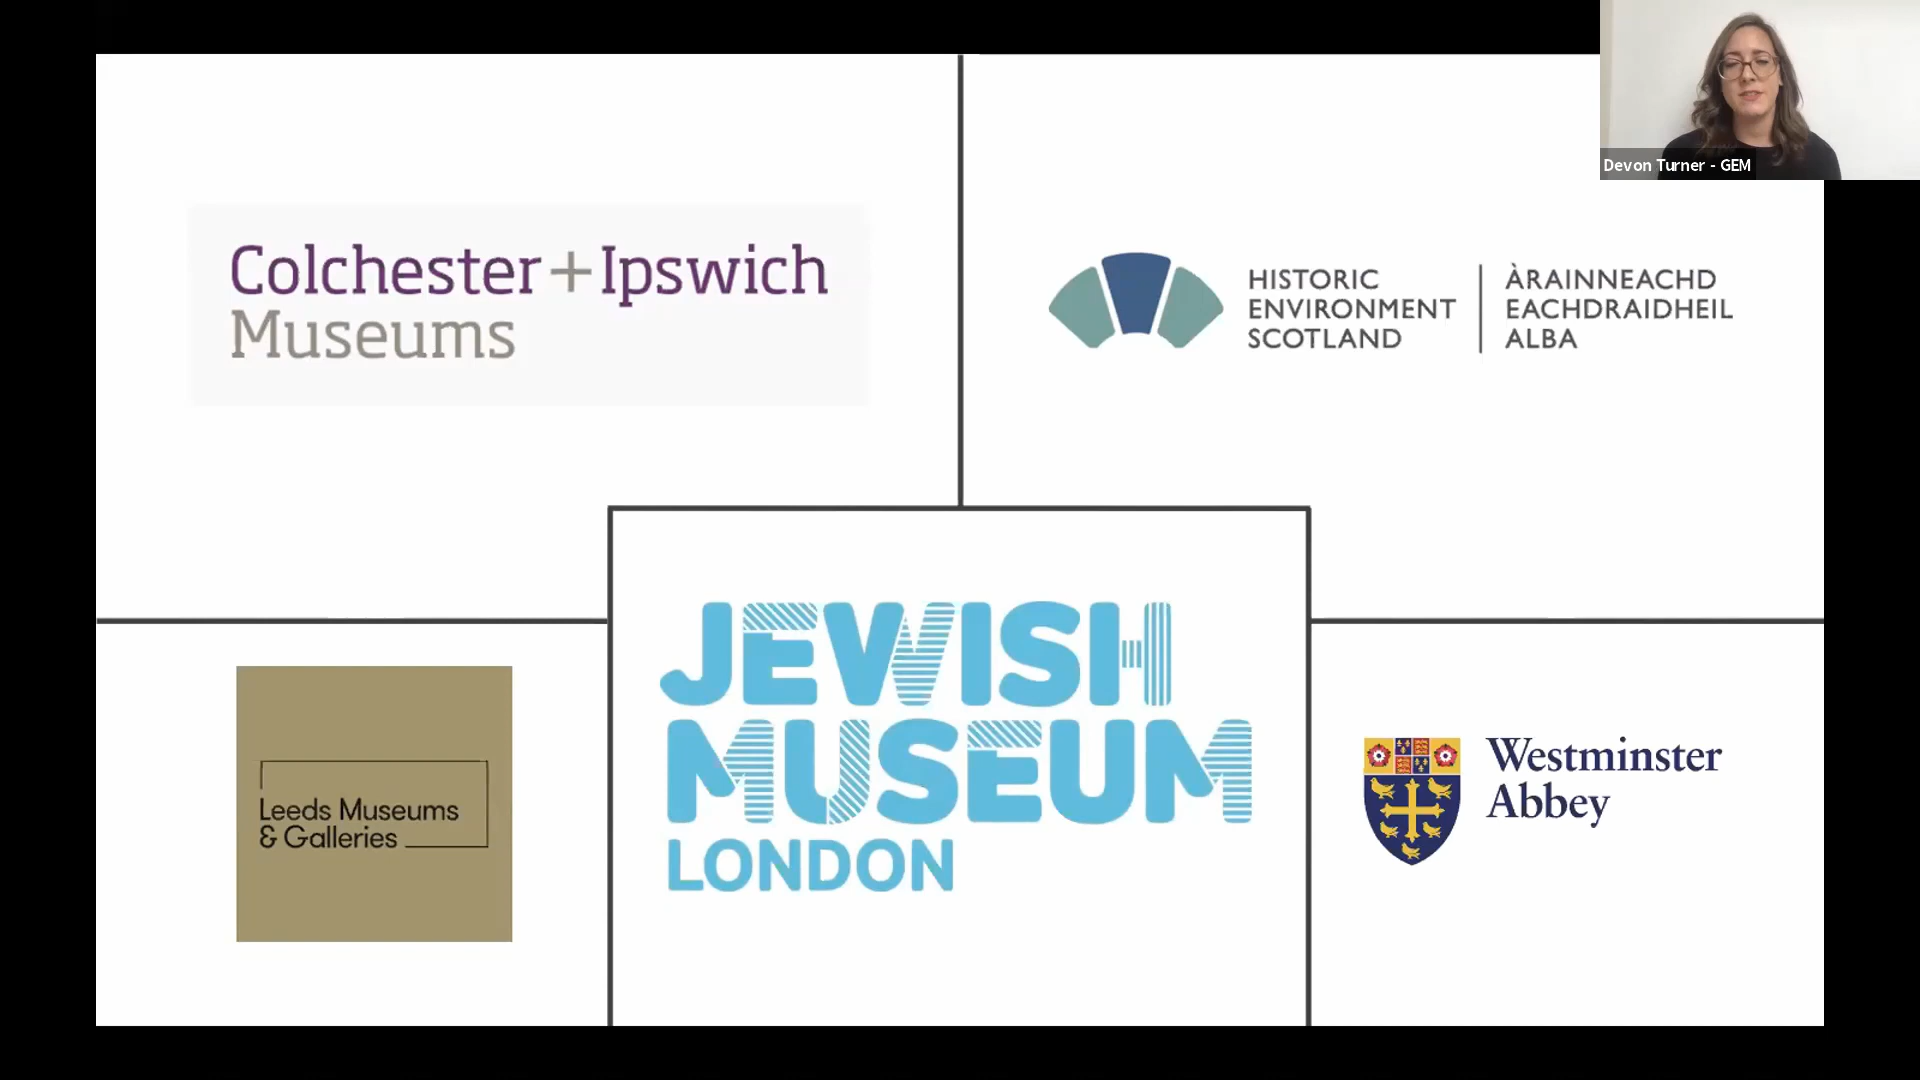 Devon Turner - GEM
Colchester+Ipswich
Museums
HISTORIC
ENVIRONMENT
SCOTLAND
ÀRAINNEACHD
EACHDRAIDHEIL
ALBA
Leeds Museums
& Galleries
JEWISH
MUSEUM
LONDON
Westminster
Abbey